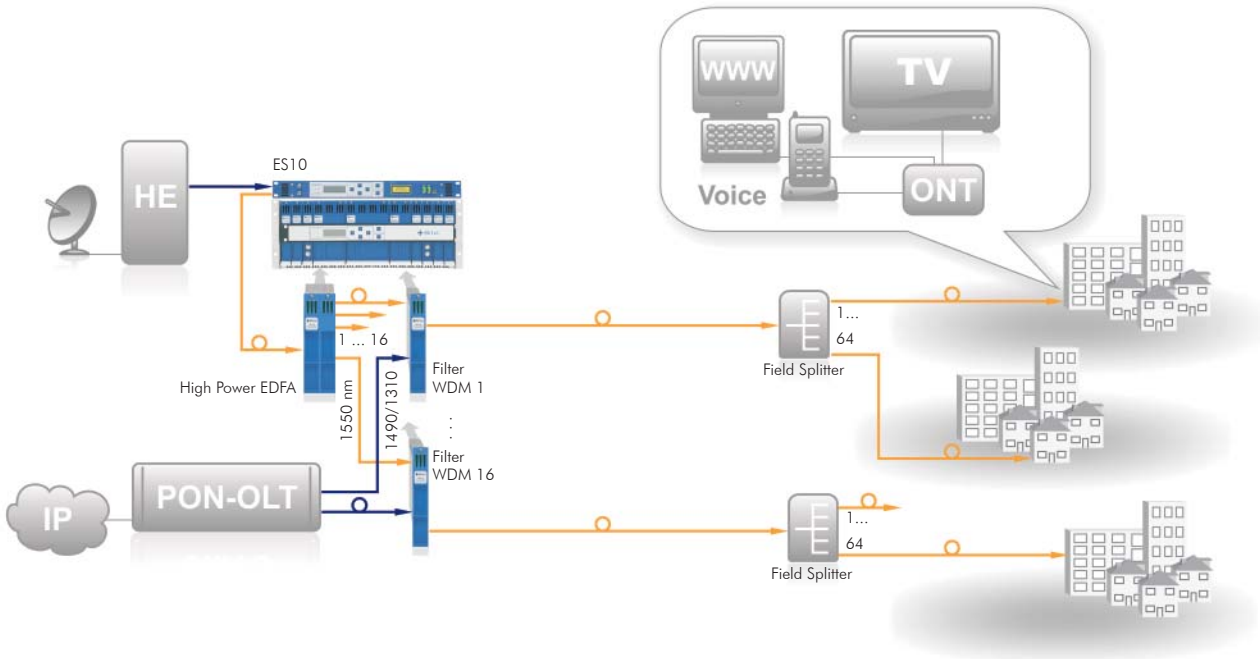 WWW
TV
Voice
ONT
HE
ES10
1 ... 16
High Power EDFA
1550 nm
1490/1310
Filter
WDM 1
. . .
Filter
WDM 16
1...
64
Field Splitter
IP
PON-OLT
1...
64
Field Splitter